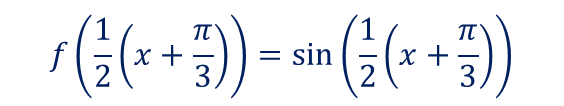 f(1/2(x + π/3)) = sin(1/2(x + π/3))